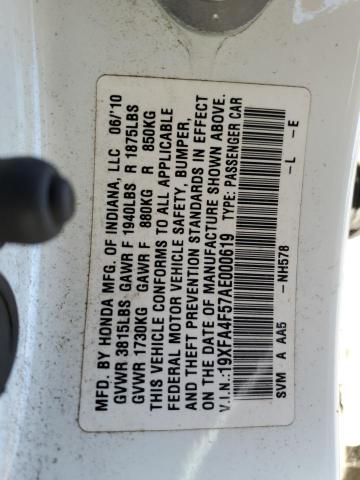 MFD. BY HONDA MFG. OF INDIANA, LLC 06/'10
GVWR 3815LBS GAWR F 1940LBS R 1875LBS
GVWR 1730KG GAWR F 880KG R 850KG
THIS VEHICLE CONFORMS TO ALL APPLICABLE
FEDERAL MOTOR VEHICLE SAFETY, BUMPER,
AND THEFT PREVENTION STANDARDS IN EFFECT
ON THE DATE OF MANUFACTURE SHOWN ABOVE.
V.I.N.:19XFA4F57AE000619 TYPE: PASSENGER CAR
SVM A AA5 -NH578 -L -E